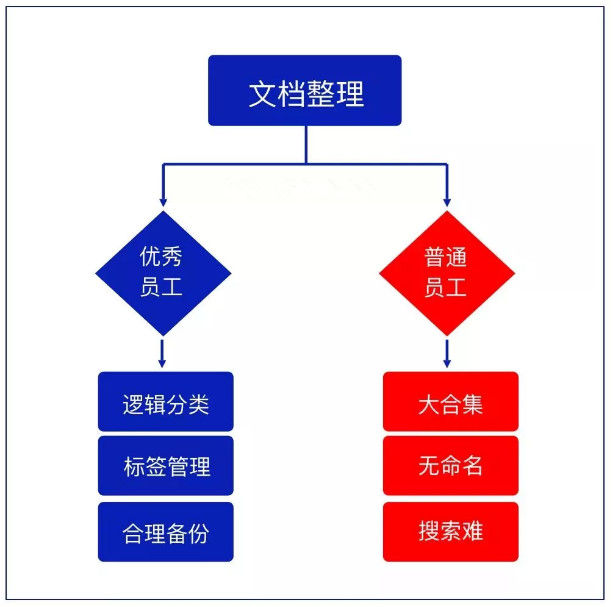 文档整理
优秀
员工
普通
员工
逻辑分类
标签管理
合理备份
大合集
无命名
搜索难